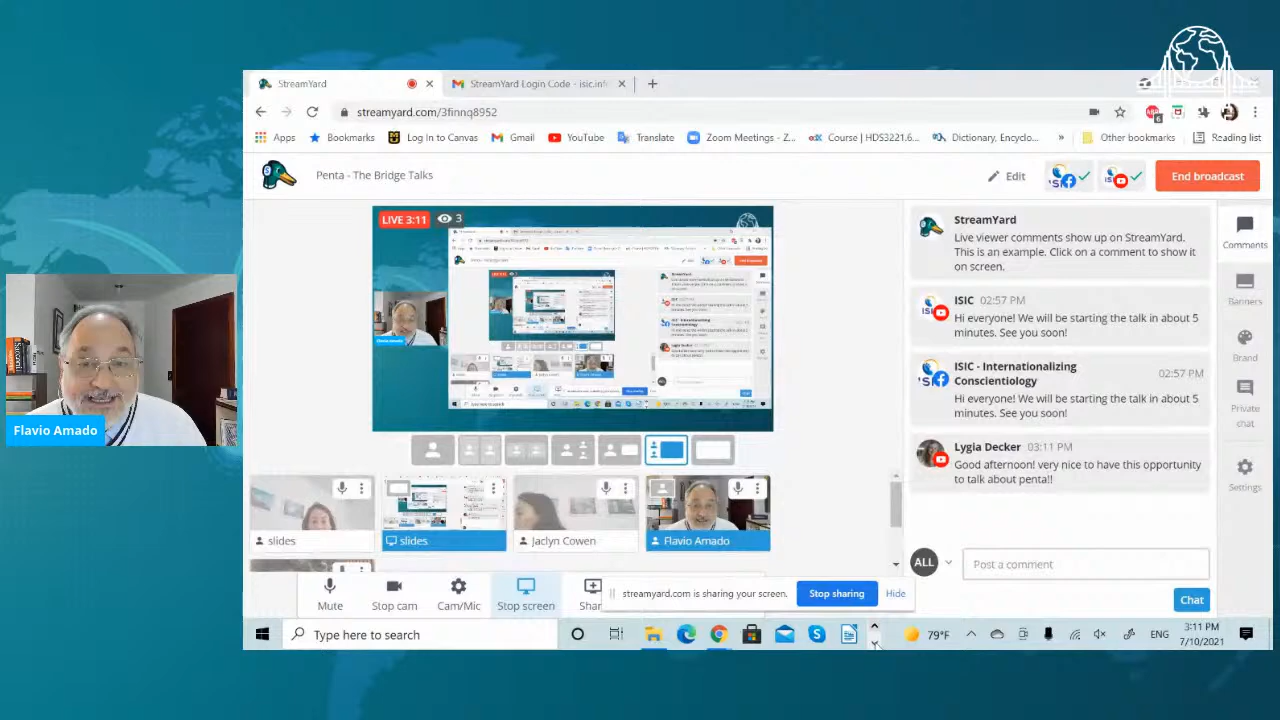 StreamYard
StreamYard Login Code - isic.inf
streamyard.com/3finnq8952
Apps
Bookmarks
Log In to Canvas
Gmail
YouTube
Translate
Zoom Meetings - Z...
Course | HDS3221.6...
Dictionary, Encyclo...
»
Other bookmarks
Reading list
Penta - The Bridge Talks
Edit
End broadcast
LIVE 3:11
3
StreamYard
Viewer comments show up on StreamYard.
This is an example. Click on a comment to show it
on screen.
ISIC 02:57 PM
Hi everyone! We will be starting the talk in about 5
minutes. See you soon!
ISIC - Internationalizing
Conscientiology
02:57 PM
Hi everyone! We will be starting the talk in about 5
minutes. See you soon!
Lygia Decker 03:11 PM
Good afternoon! very nice to have this opportunity
to talk about penta!!
Comments
Banners
Brand
Private
chat
Settings
Flavio Amado
slides
slides
Jaclyn Cowen
Flavio Amado
ALL
Post a comment
Chat
Mute
Stop cam
Cam/Mic
Stop screen
Shar
streamyard.com is sharing your screen.
Stop sharing
Hide
Type here to search
79°F
ENG
3:11 PM
7/10/2021